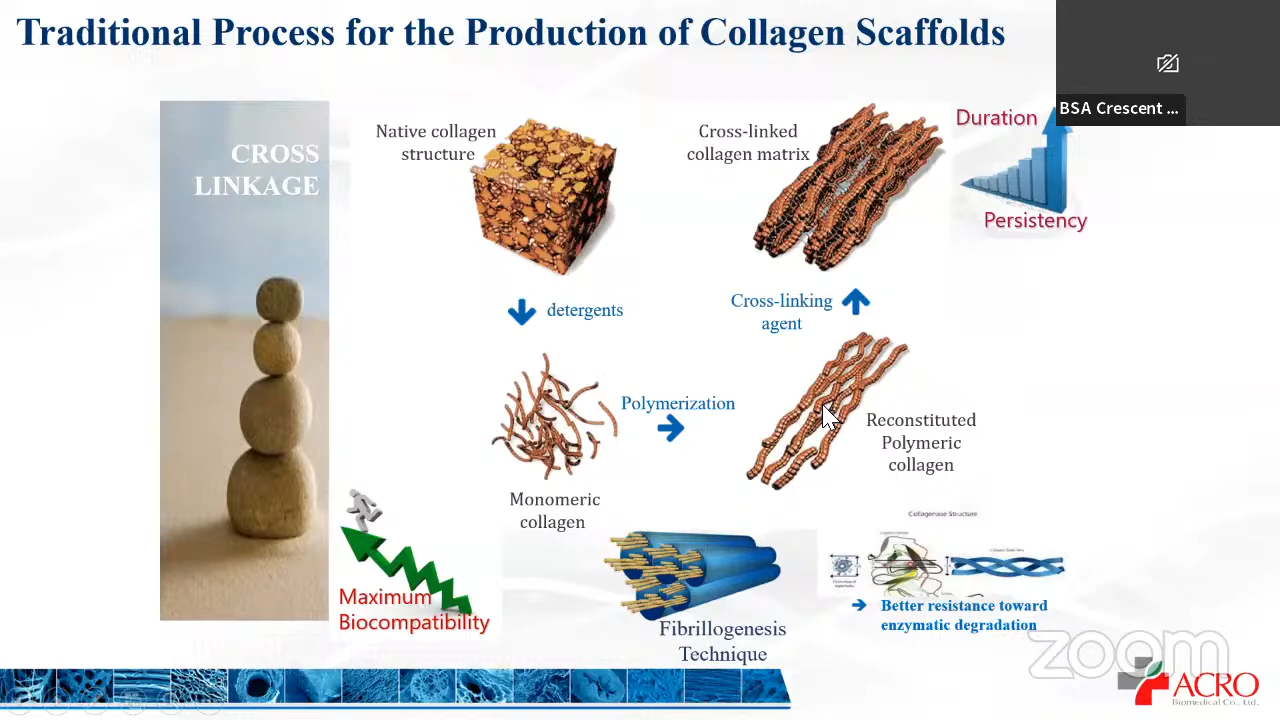 Traditional Process for the Production of Collagen Scaffolds
BSA Crescent ...
CROSS
LINKAGE
Native collagen
structure
Cross-linked
collagen matrix
Duration
Persistency
detergents
Cross-linking
agent
Polymerization
Reconstituted
Polymeric
collagen
Monomeric
collagen
Maximum
Biocompatibility
Fibrillogenesis
Technique
Collagenase Structure
Better resistance toward
enzymatic degradation
zoom
ACRO
Biomedical Co., Ltd.